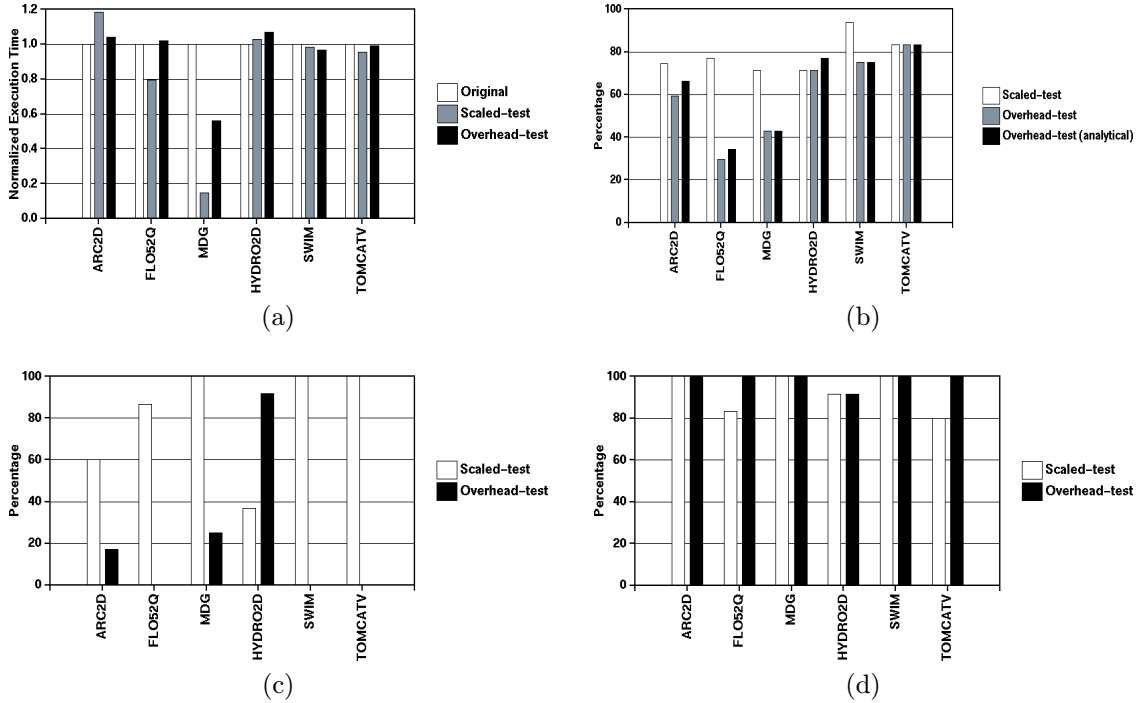 1.2
1.0
0.8
0.6
0.4
0.2
0.0
Normalized Execution Time
ARC2D
FLO52Q
MDG
HYDRO2D
SWIM
TOMCATV
Original
Scaled-test
Overhead-test
(a)
100
80
60
40
20
0
Percentage
ARC2D
FLO52Q
MDG
HYDRO2D
SWIM
TOMCATV
Scaled-test
Overhead-test
Overhead-test (analytical)
(b)
100
80
60
40
20
0
Percentage
ARC2D
FLO52Q
MDG
HYDRO2D
SWIM
TOMCATV
Scaled-test
Overhead-test
(c)
100
80
60
40
20
0
Percentage
ARC2D
FLO52Q
MDG
HYDRO2D
SWIM
TOMCATV
Scaled-test
Overhead-test
(d)